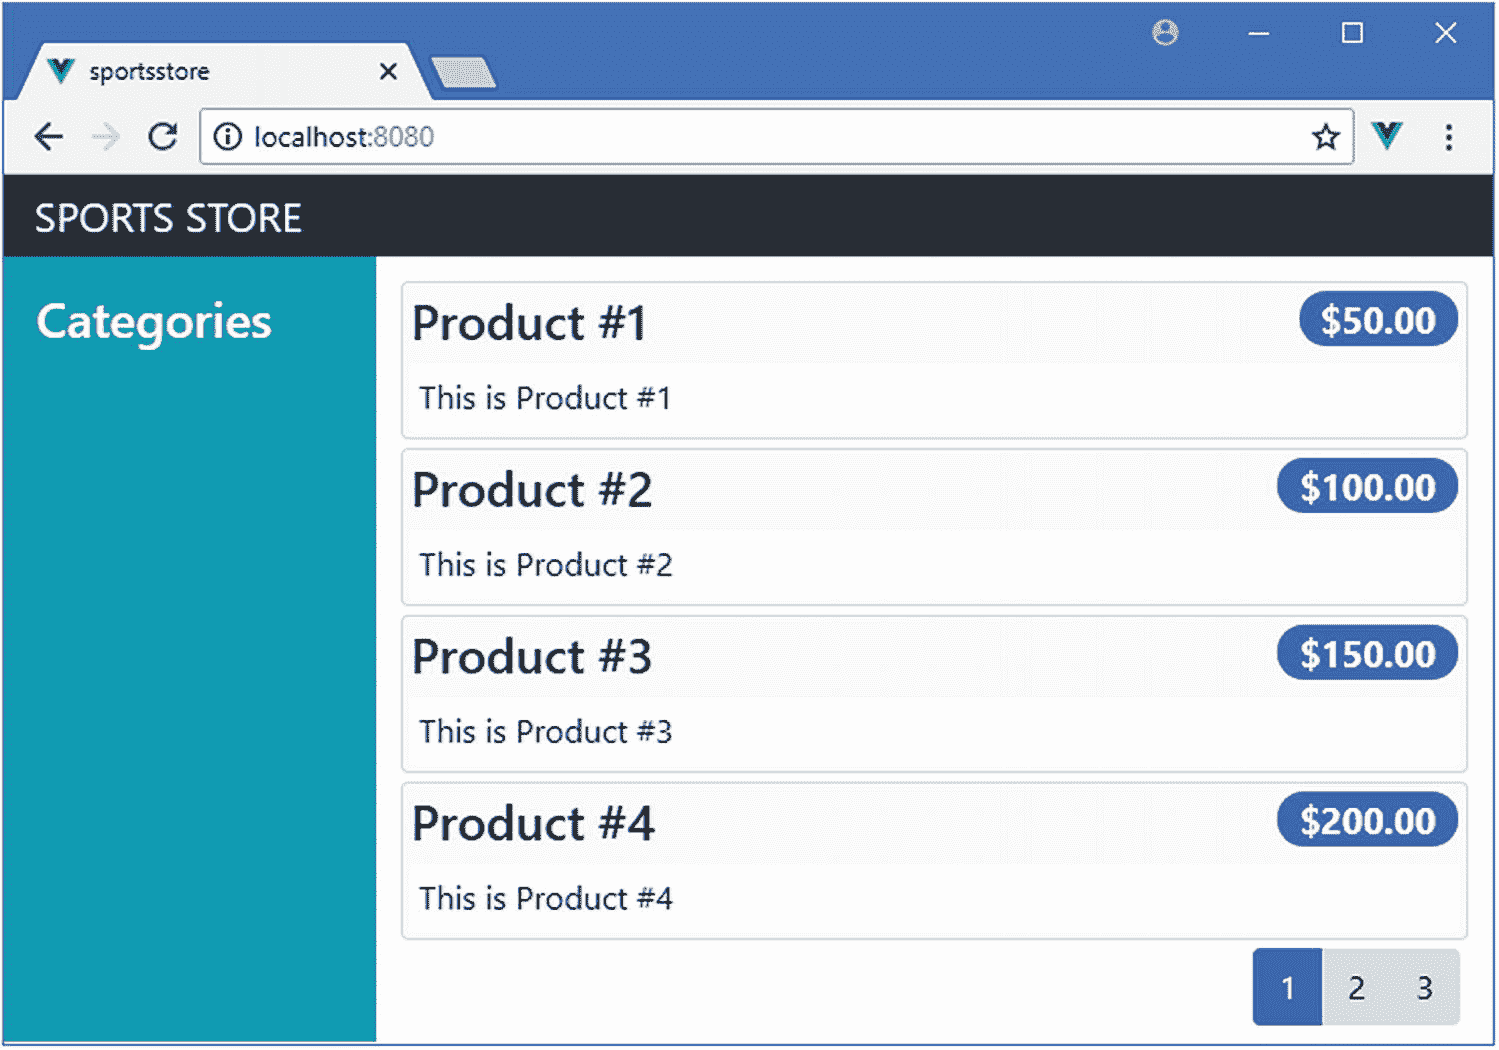 sportsstore
localhost:8080
SPORTS STORE
Categories
Product #1 $50.00
This is Product #1
Product #2 $100.00
This is Product #2
Product #3 $150.00
This is Product #3
Product #4 $200.00
This is Product #4
1 2 3